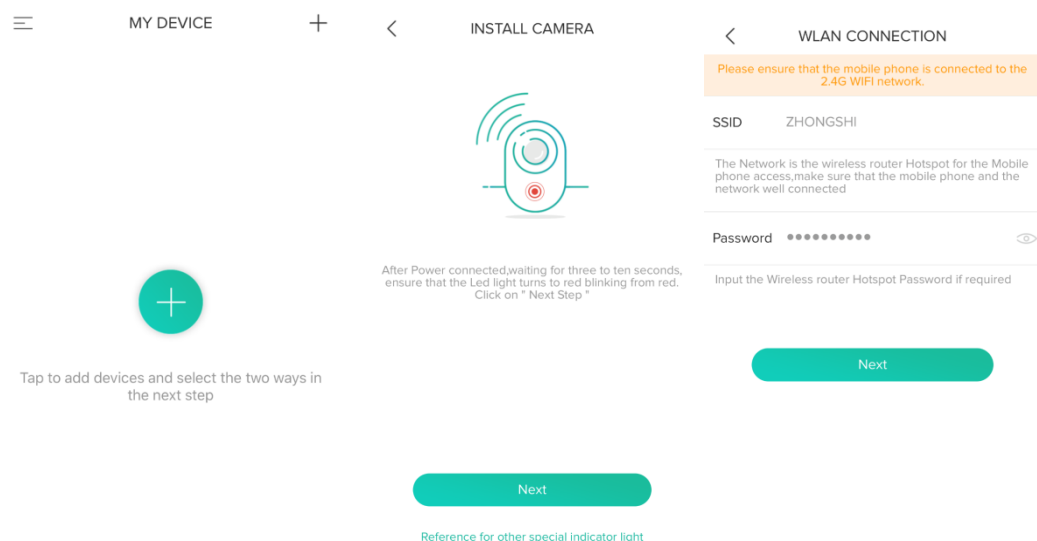 MY DEVICE
Tap to add devices and select the two ways in
the next step
INSTALL CAMERA
After Power connected,waiting for three to ten seconds,
ensure that the Led light turns to red blinking from red.
Click on " Next Step "
Next
Reference for other special indicator light
WLAN CONNECTION
Please ensure that the mobile phone is connected to the
2.4G WIFI network.
SSID ZHONGSHI
The Network is the wireless router Hotspot for the Mobile
phone access,make sure that the mobile phone and the
network well connected
Password ●●●●●●●●●●
Input the Wireless router Hotspot Password if required
Next